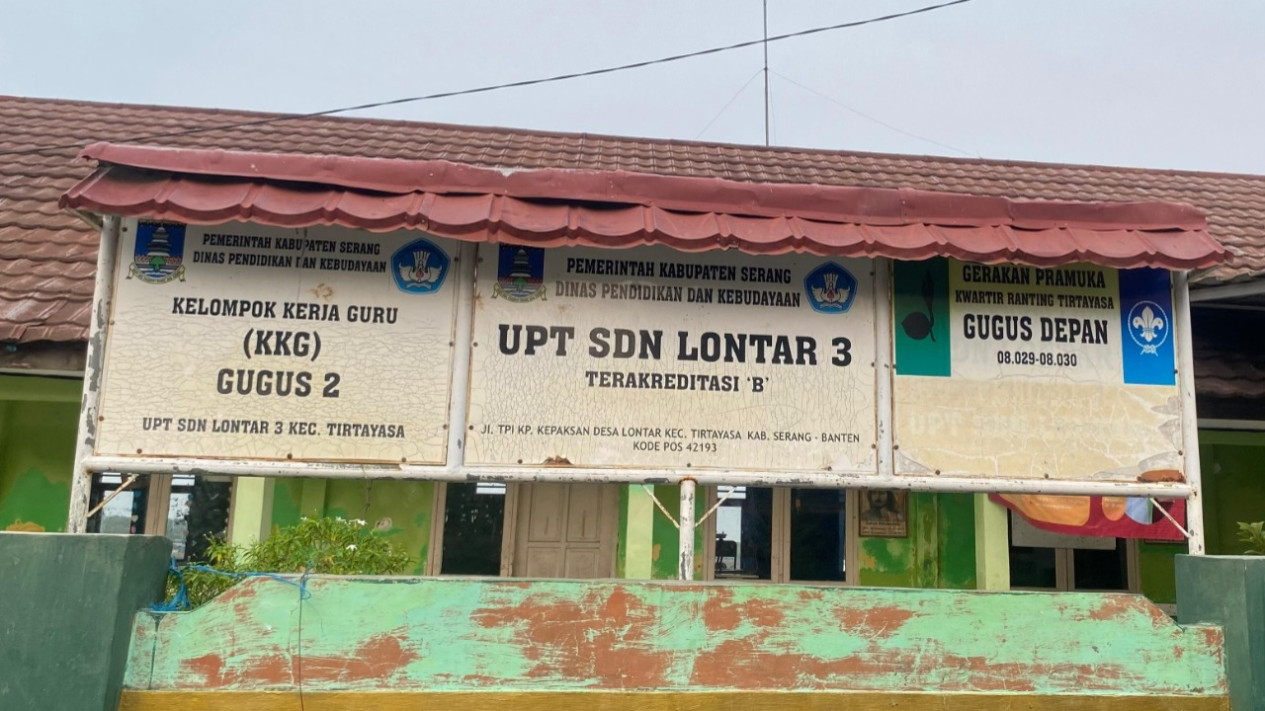 PEMERINTAH KABUPATEN SERANG
DINAS PENDIDIKAN DAN KEBUDAYAAN
KELOMPOK KERJA GURU
(KKG)
GUGUS 2
UPT SDN LONTAR 3 KEC. TIRTAYASA
PEMERINTAH KABUPATEN SERANG
DINAS PENDIDIKAN DAN KEBUDAYAAN
UPT SDN LONTAR 3
TERAKREDITASI 'B'
Jl. TPI KP. KEPAKSAN DESA LONTAR KEC. TIRTAYASA KAB. SERANG - BANTEN
KODE POS 42193
GERAKAN PRAMUKA
KWARTIR RANTING TIRTAYASA
GUGUS DEPAN
08.029-08.030